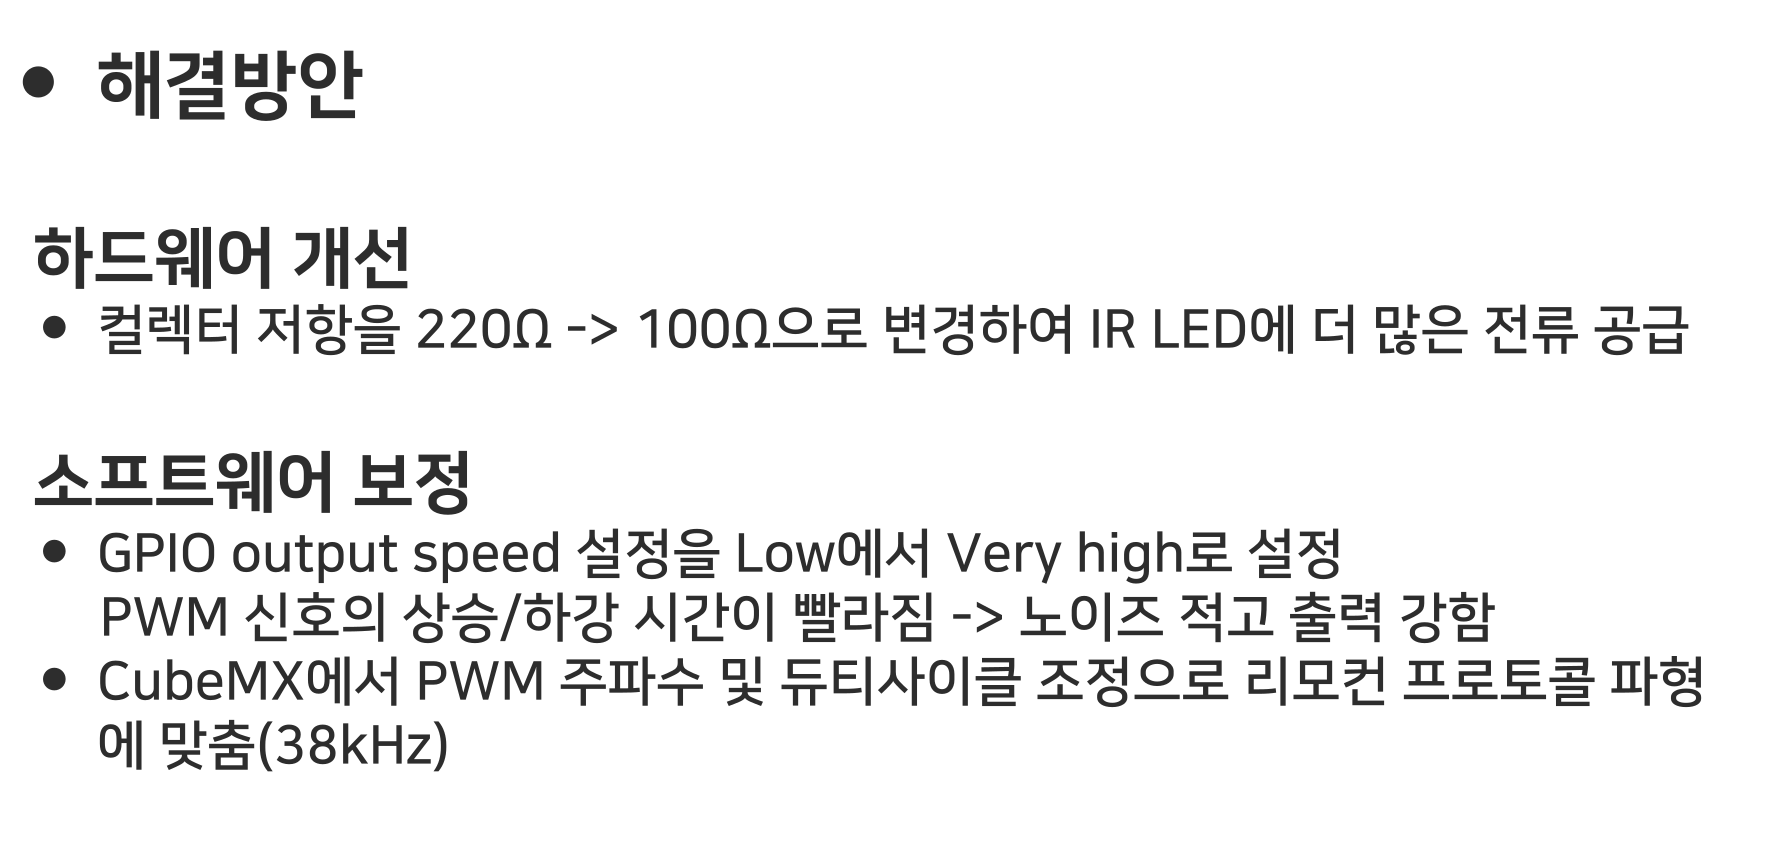 • 해결방안
하드웨어 개선
• 컬렉터 저항을 220Ω -> 100Ω으로 변경하여 IR LED에 더 많은 전류 공급
소프트웨어 보정
• GPIO output speed 설정을 Low에서 Very high로 설정
PWM 신호의 상승/하강 시간이 빨라짐 -> 노이즈 적고 출력 강함
• CubeMX에서 PWM 주파수 및 듀티사이클 조정으로 리모컨 프로토콜 파형
에 맞춤(38kHz)